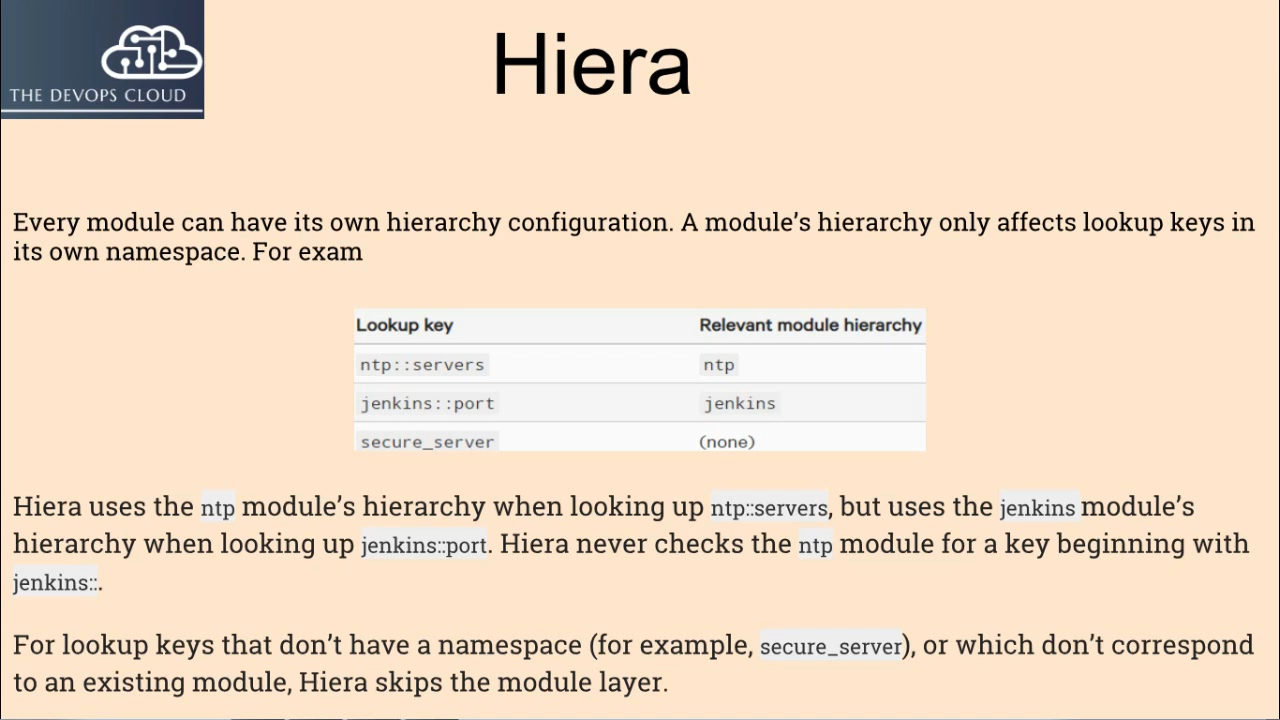 THE DEVOPS CLOUD
Hiera
Every module can have its own hierarchy configuration. A module’s hierarchy only affects lookup keys in
its own namespace. For exam
Lookup key Relevant module hierarchy
ntp::servers ntp
jenkins::port jenkins
secure_server (none)
Hiera uses the ntp module’s hierarchy when looking up ntp::servers, but uses the jenkins module’s
hierarchy when looking up jenkins::port. Hiera never checks the ntp module for a key beginning with
jenkins::.
For lookup keys that don’t have a namespace (for example, secure_server), or which don’t correspond
to an existing module, Hiera skips the module layer.